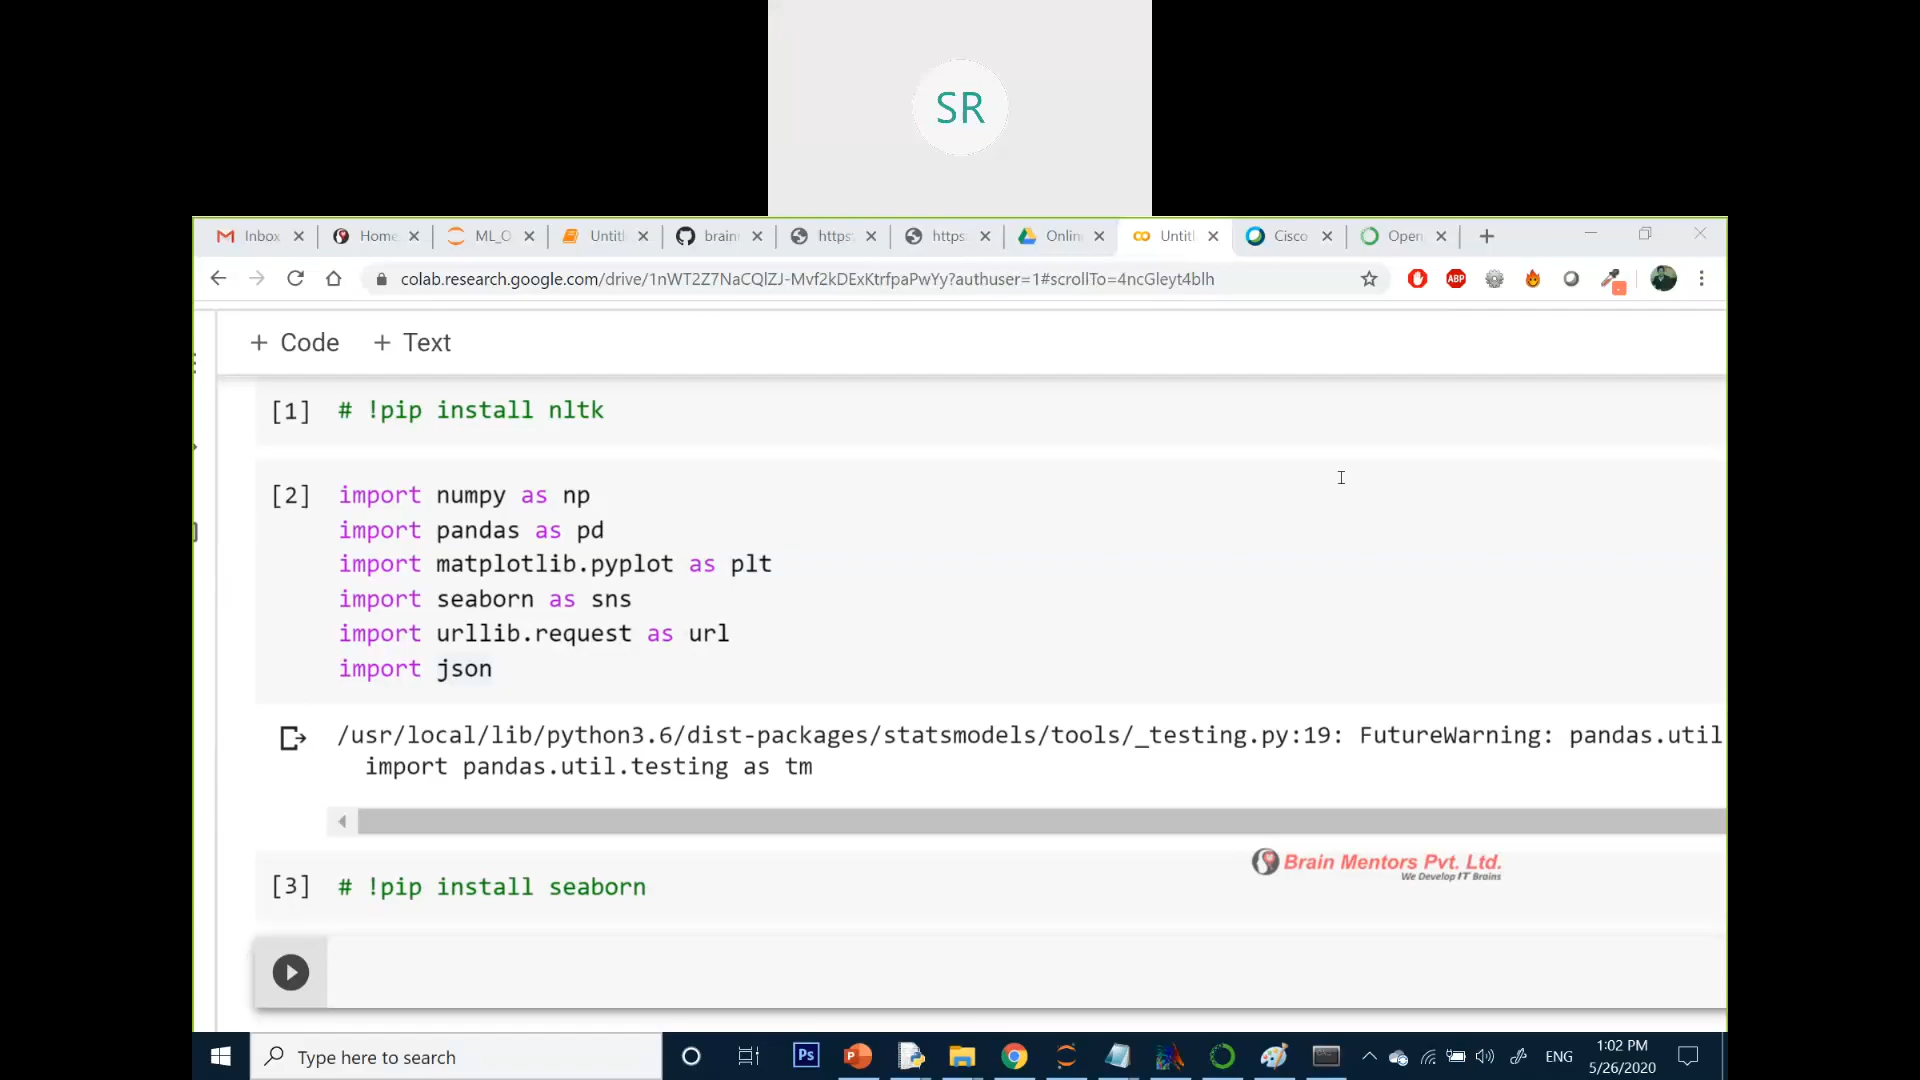 SR
Inbox
Home
ML_O
Untitl
brain
https:
https:
Onlin
Untitl
Cisco
Open
colab.research.google.com/drive/1nWT2Z7NaCQlZJ-Mvf2kDExKtrfpaPwYy?authuser=1#scrollTo=4ncGleyt4blh
ABP
+ Code + Text
[1] # !pip install nltk
[2] import numpy as np
import pandas as pd
import matplotlib.pyplot as plt
import seaborn as sns
import urllib.request as url
import json
/usr/local/lib/python3.6/dist-packages/statsmodels/tools/_testing.py:19: FutureWarning: pandas.util
import pandas.util.testing as tm
Brain Mentors Pvt. Ltd.
We Develop IT Brains
[3] # !pip install seaborn
Type here to search
Ps
P
ENG
1:02 PM
5/26/2020